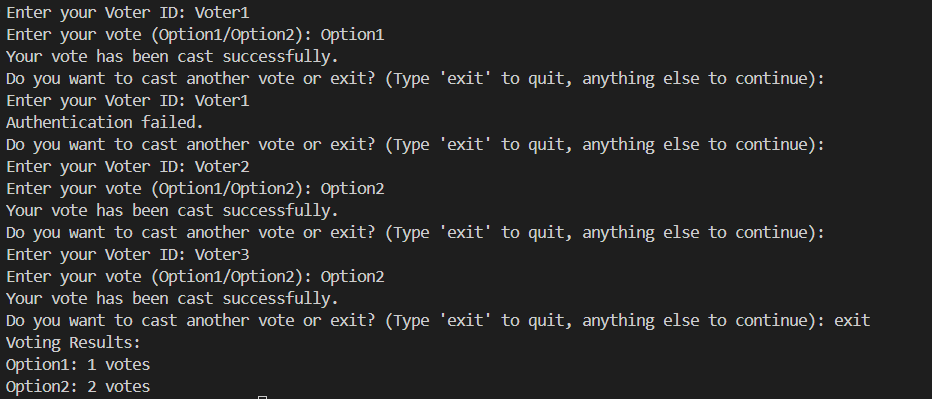 Enter your Voter ID: Voter1
Enter your vote (Option1/Option2): Option1
Your vote has been cast successfully.
Do you want to cast another vote or exit? (Type 'exit' to quit, anything else to continue):
Enter your Voter ID: Voter1
Authentication failed.
Do you want to cast another vote or exit? (Type 'exit' to quit, anything else to continue):
Enter your Voter ID: Voter2
Enter your vote (Option1/Option2): Option2
Your vote has been cast successfully.
Do you want to cast another vote or exit? (Type 'exit' to quit, anything else to continue):
Enter your Voter ID: Voter3
Enter your vote (Option1/Option2): Option2
Your vote has been cast successfully.
Do you want to cast another vote or exit? (Type 'exit' to quit, anything else to continue): exit
Voting Results:
Option1: 1 votes
Option2: 2 votes